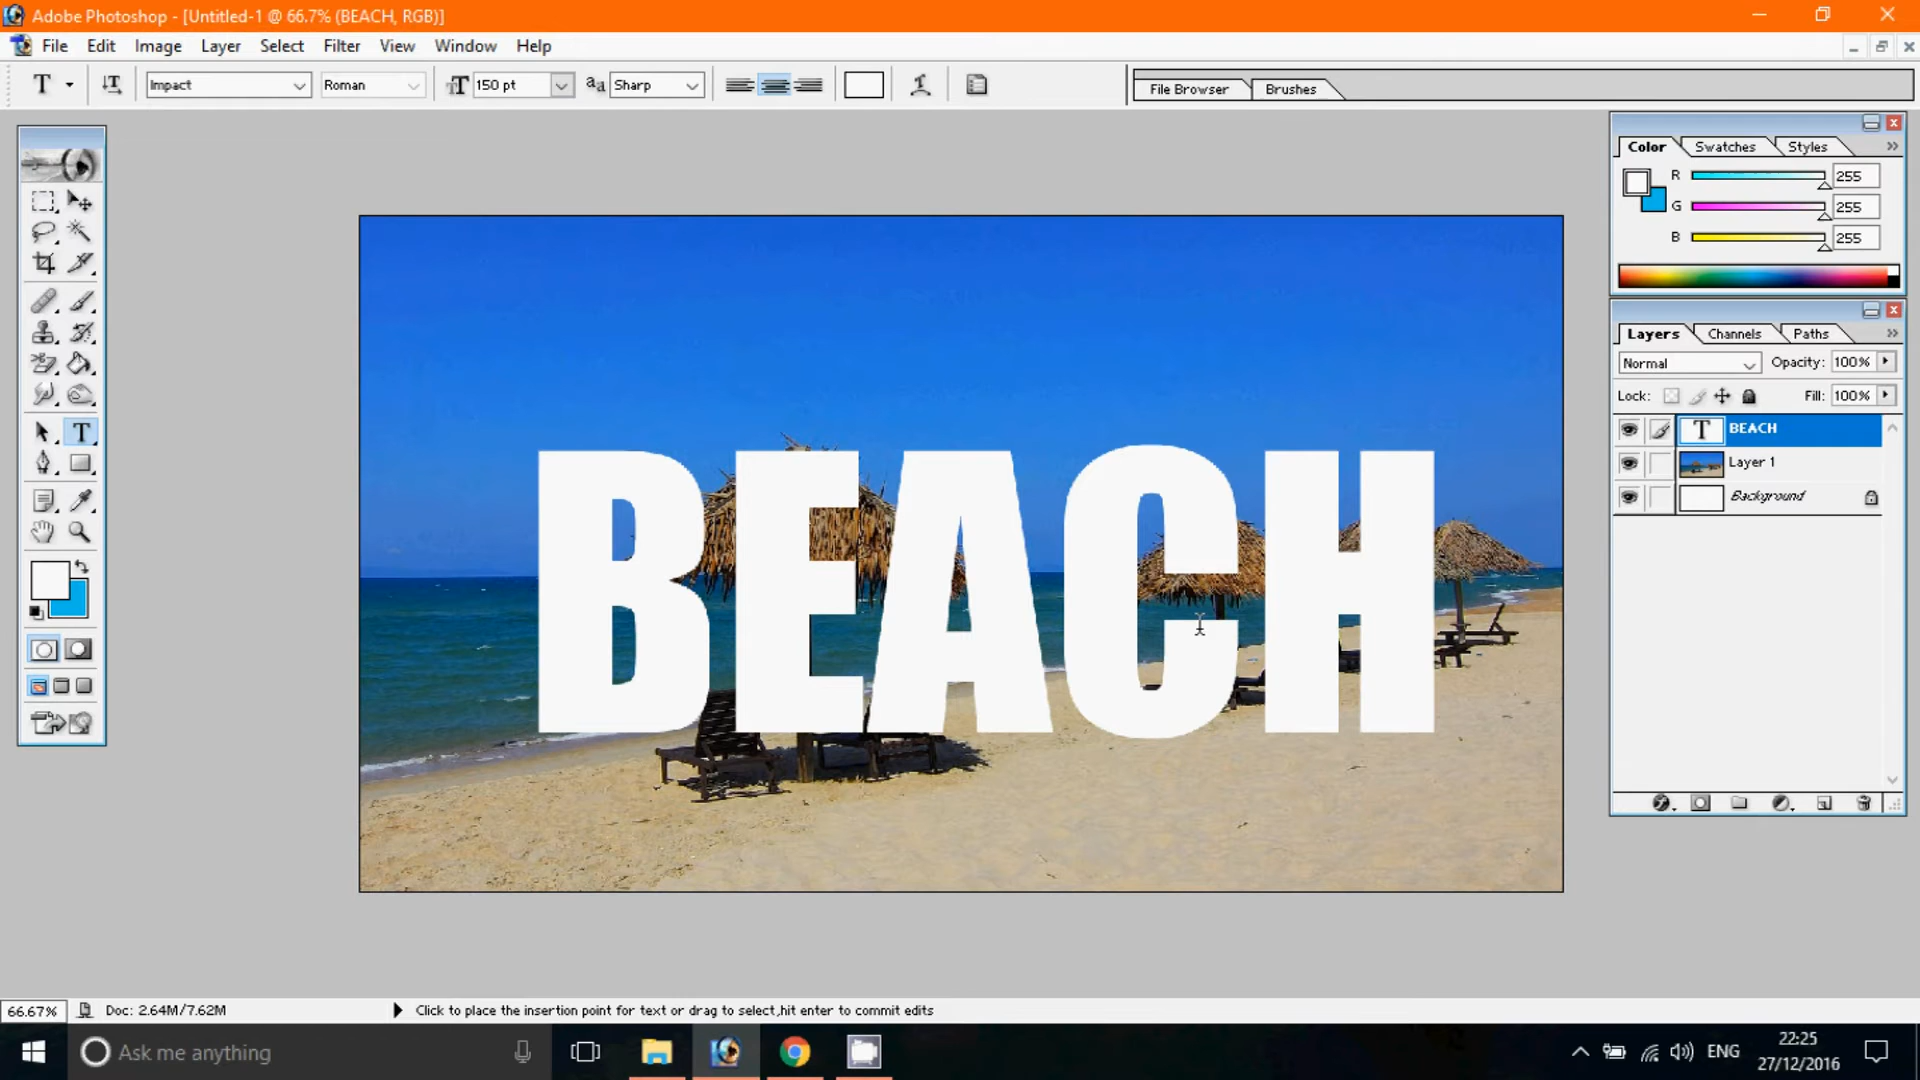 Adobe Photoshop - [Untitled-1 @ 66.7% (BEACH, RGB)]
File Edit Image Layer Select Filter View Window Help
T Impact Roman TT 150 pt aa Sharp File Browser Brushes
Color Swatches Styles
R 255
G 255
B 255
Layers Channels Paths
Normal Opacity: 100%
Lock: Fill: 100%
T BEACH
Layer 1
Background
T
BEACH
66.67% Doc: 2.64M/7.62M Click to place the insertion point for text or drag to select,hit enter to commit edits
Ask me anything
ENG
22:25
27/12/2016